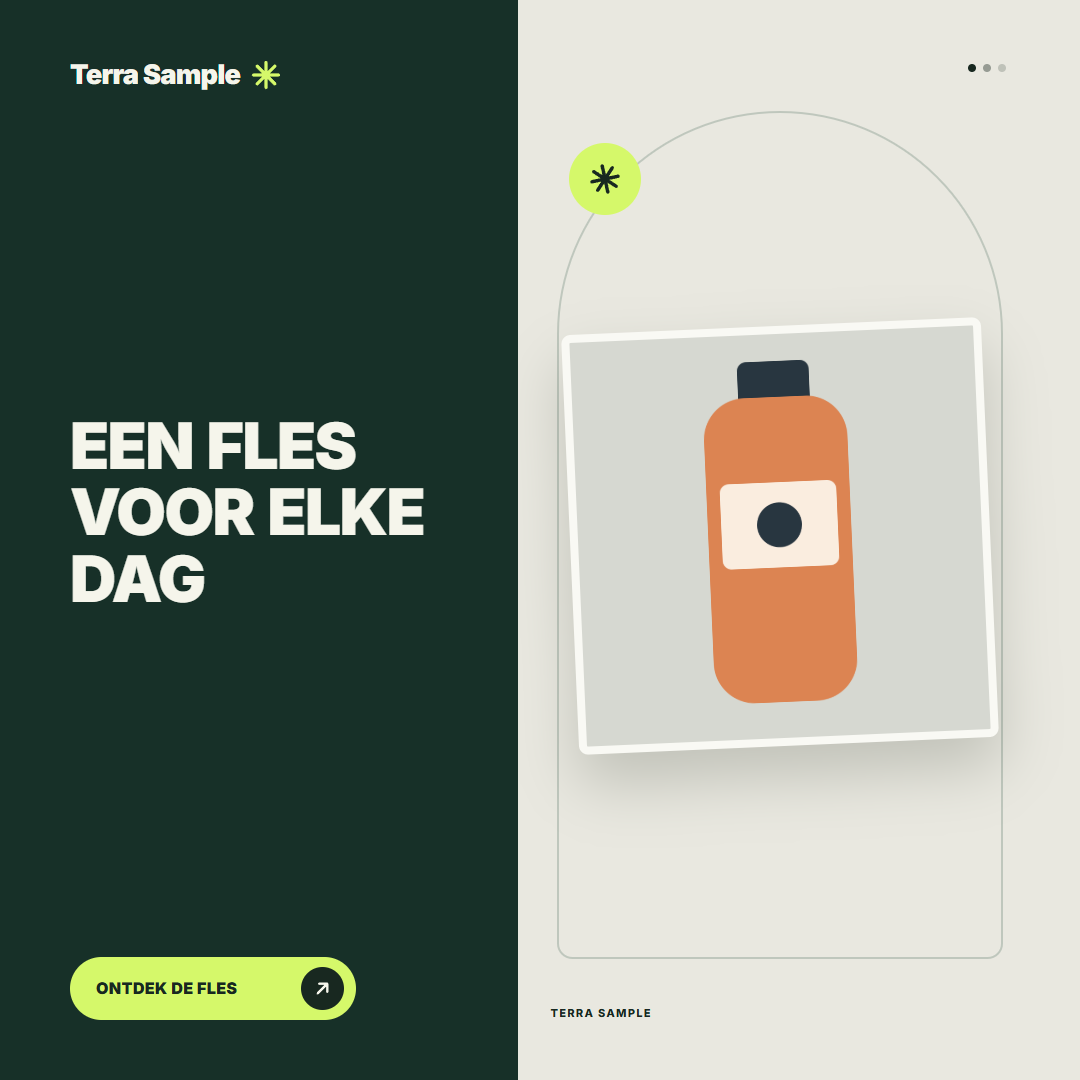 Terra Sample
EEN FLES
VOOR ELKE
DAG
ONTDEK DE FLES
TERRA SAMPLE